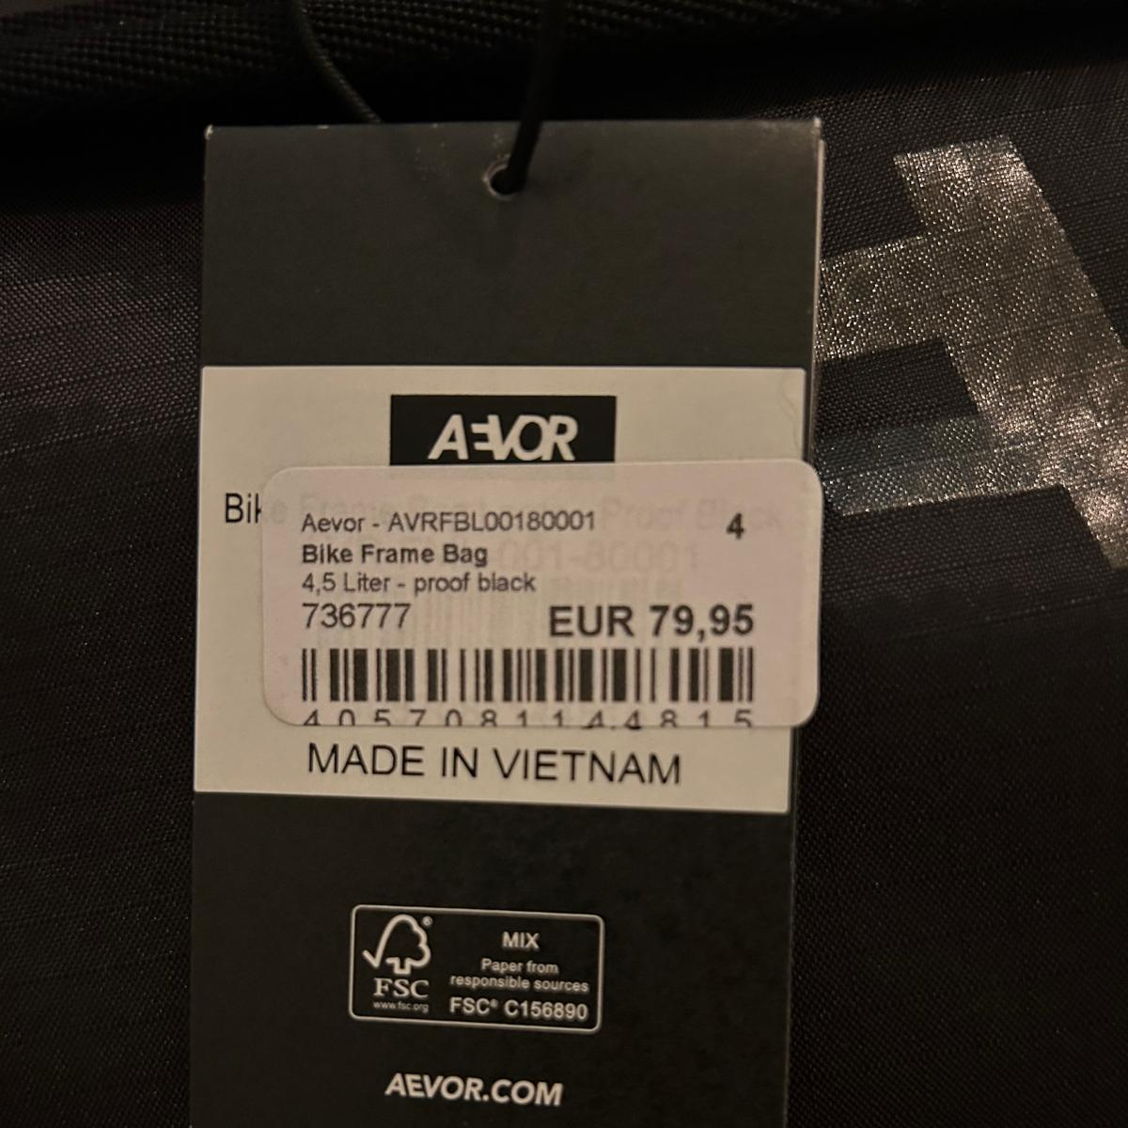 AEVOR
Bik
Aevor - AVRFBL00180001
4
Bike Frame Bag
4,5 Liter - proof black
736777
EUR 79,95
4057081144815
MADE IN VIETNAM
FSC®
www.fsc.org
MIX
Paper from
responsible sources
FSC® C156890
AEVOR.COM